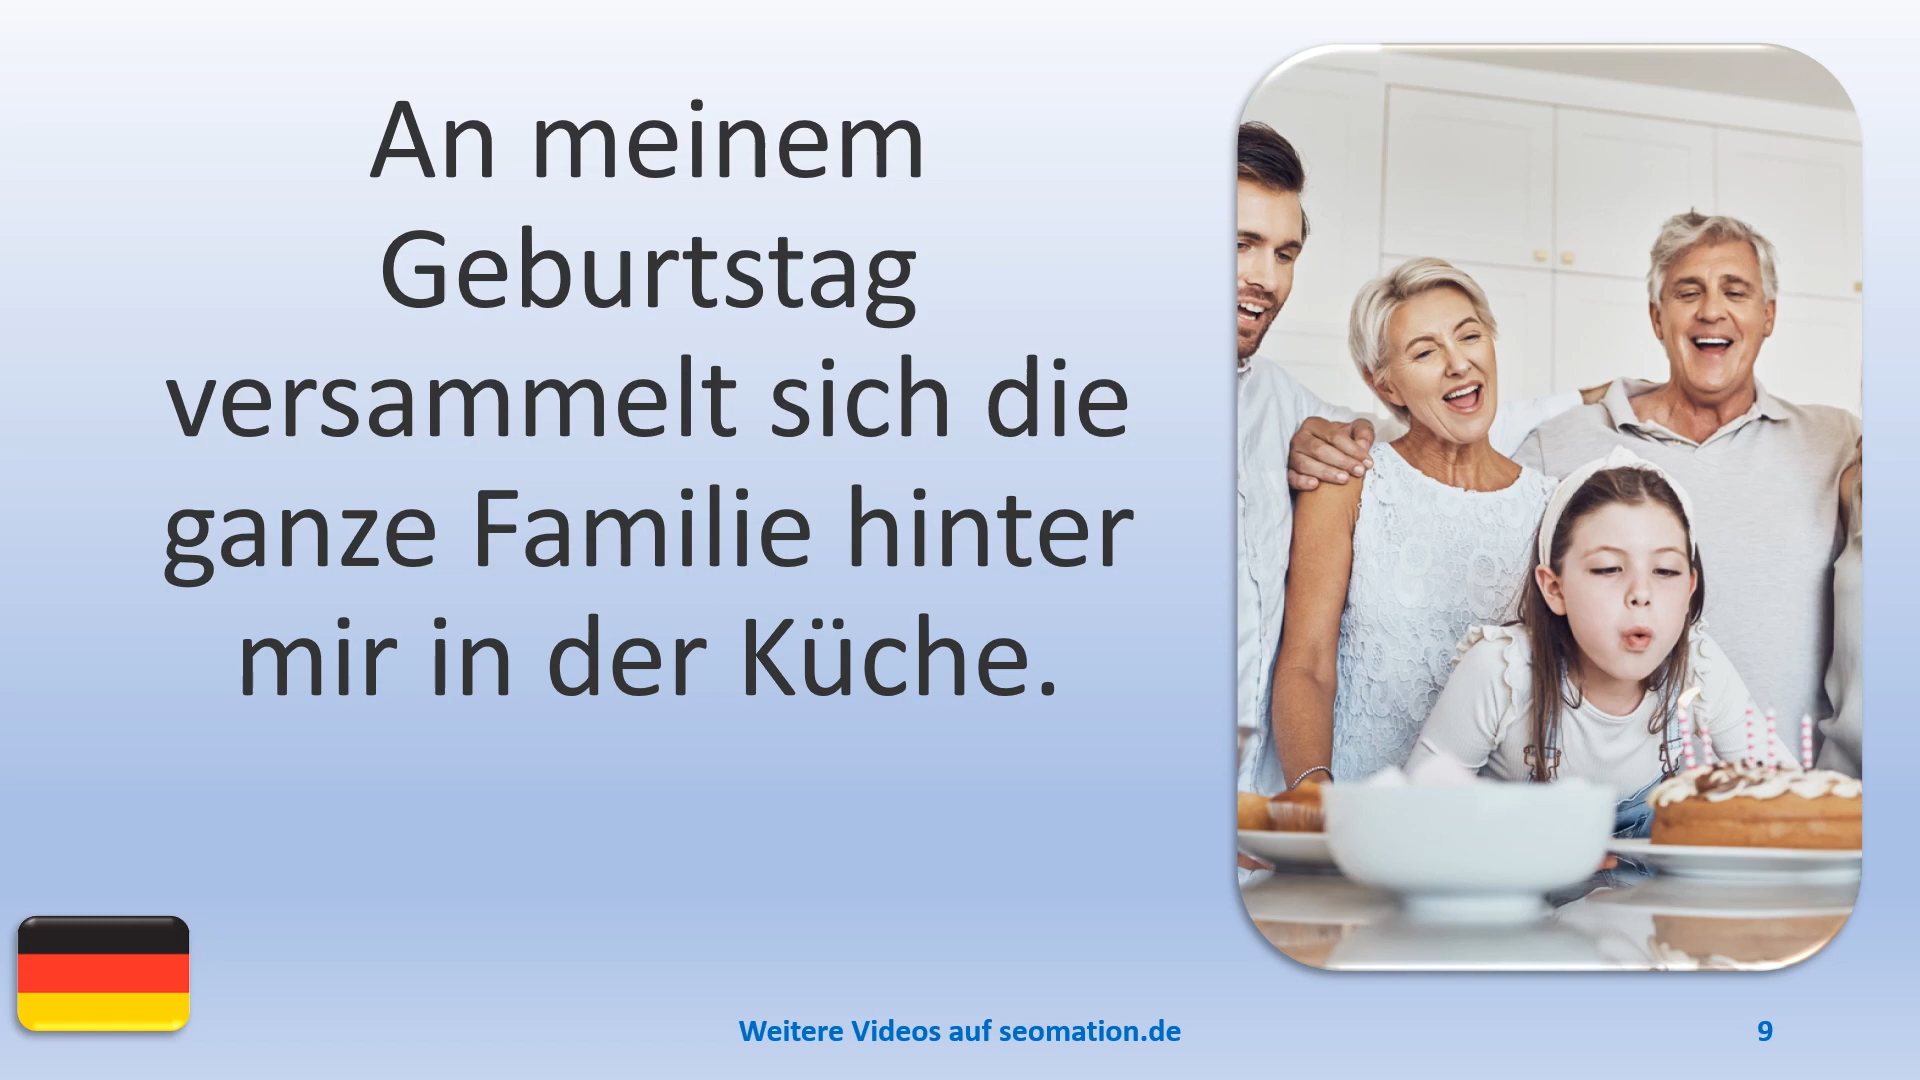 An meinem
Geburtstag
versammelt sich die
ganze Familie hinter
mir in der Küche.
Weitere Videos auf seomation.de
9